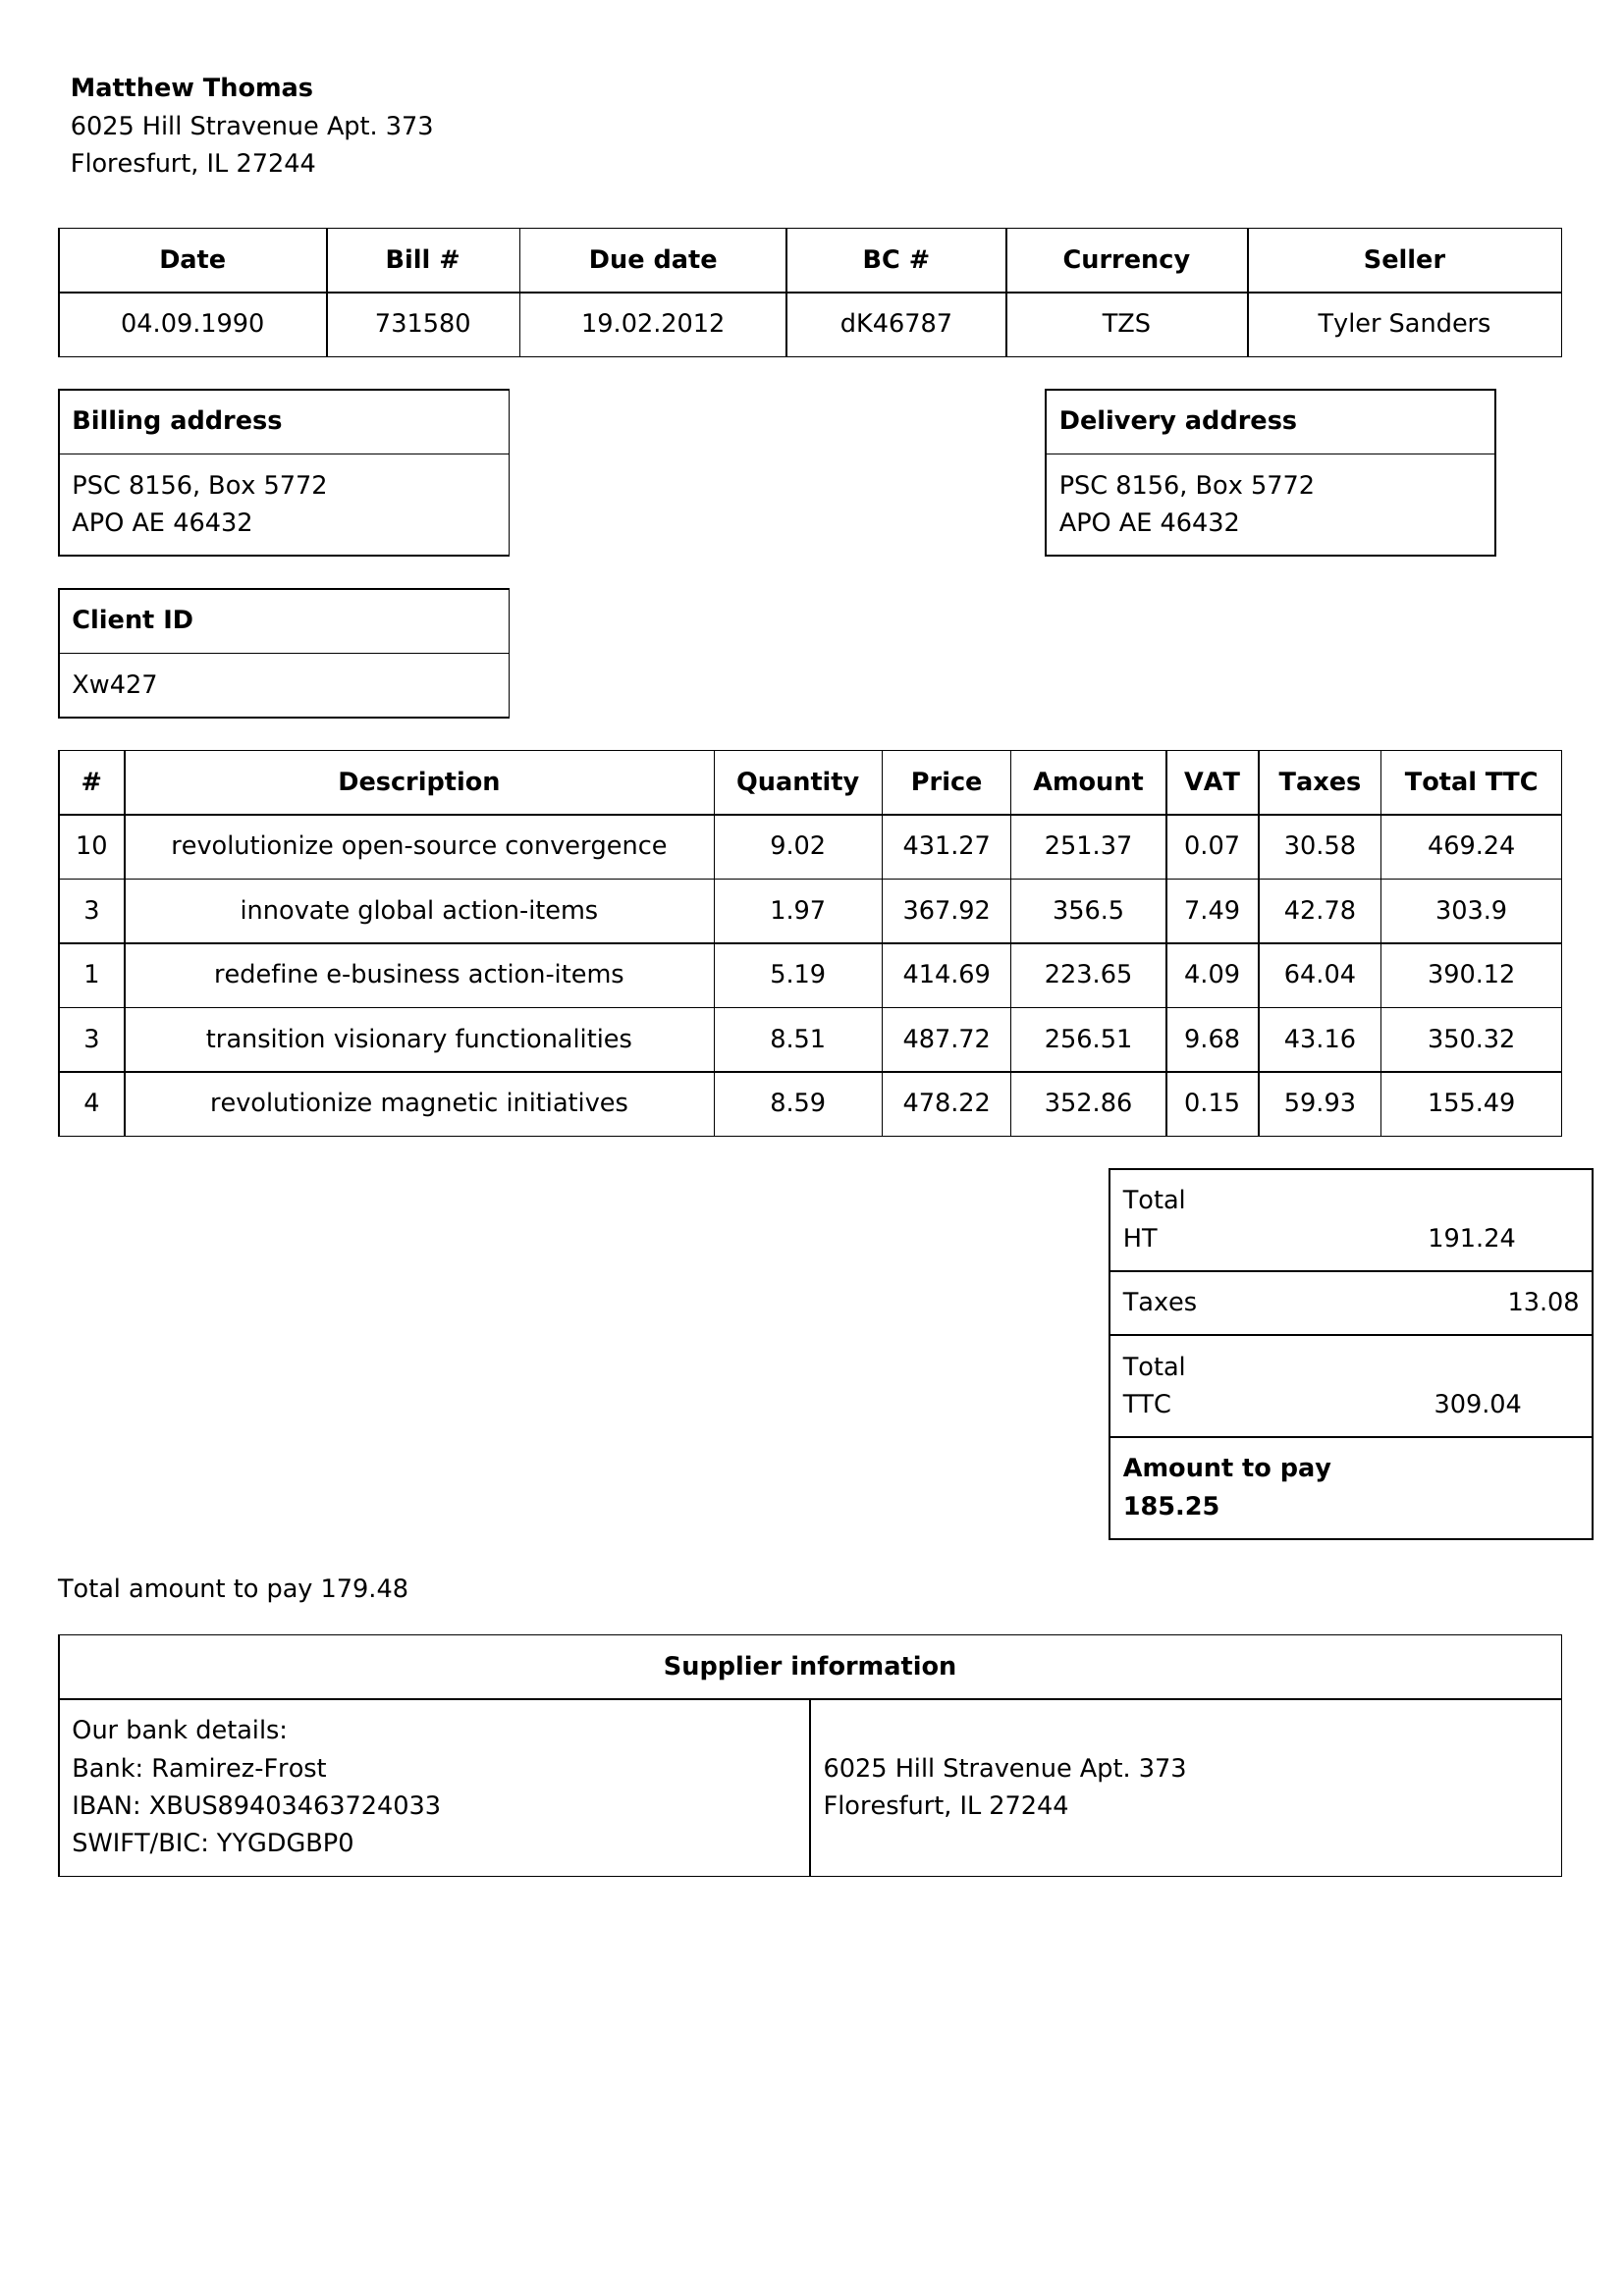 Matthew Thomas
6025 Hill Stravenue Apt. 373
Floresfurt, IL 27244
Date Bill # Due date BC # Currency Seller
04.09.1990 731580 19.02.2012 dK46787 TZS Tyler Sanders
Billing address
PSC 8156, Box 5772
APO AE 46432
Delivery address
PSC 8156, Box 5772
APO AE 46432
Client ID
Xw427
# Description Quantity Price Amount VAT Taxes Total TTC
10 revolutionize open-source convergence 9.02 431.27 251.37 0.07 30.58 469.24
3 innovate global action-items 1.97 367.92 356.5 7.49 42.78 303.9
1 redefine e-business action-items 5.19 414.69 223.65 4.09 64.04 390.12
3 transition visionary functionalities 8.51 487.72 256.51 9.68 43.16 350.32
4 revolutionize magnetic initiatives 8.59 478.22 352.86 0.15 59.93 155.49
Total
HT 191.24
Taxes 13.08
Total
TTC 309.04
Amount to pay
185.25
Total amount to pay 179.48
Supplier information
Our bank details:
Bank: Ramirez-Frost
IBAN: XBUS89403463724033
SWIFT/BIC: YYGDGBP0
6025 Hill Stravenue Apt. 373
Floresfurt, IL 27244